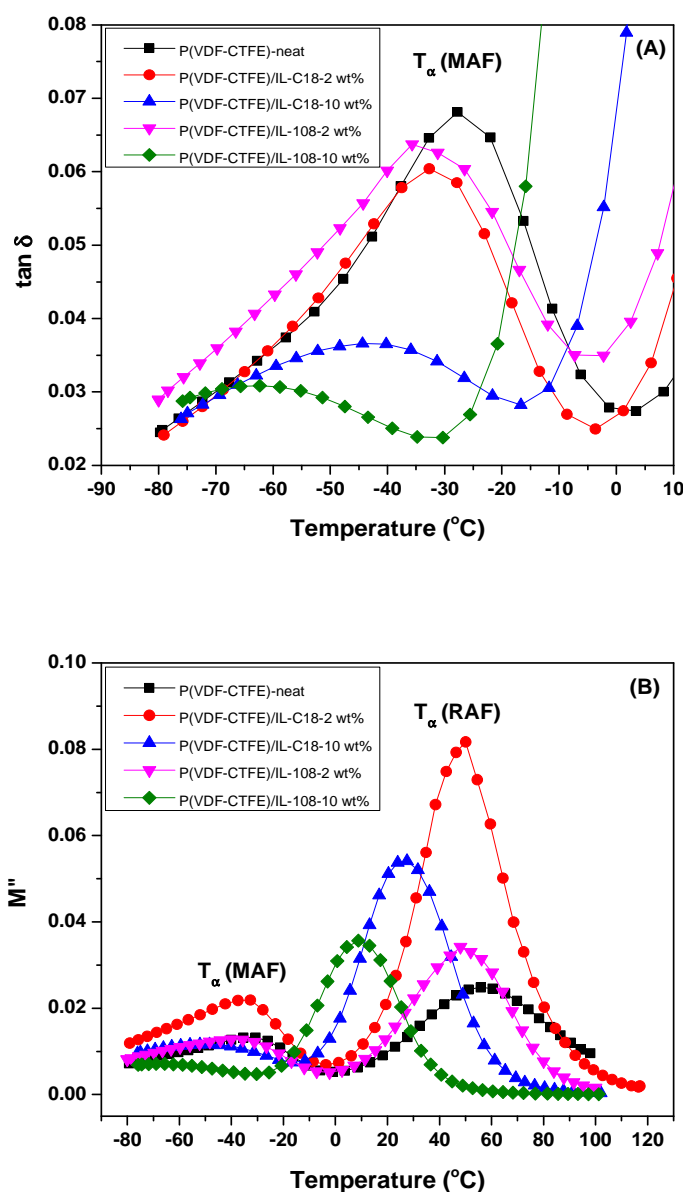 0.08
0.07
0.06
0.05
0.04
0.03
0.02
tan δ
P(VDF-CTFE)-neat
P(VDF-CTFE)/IL-C18-2 wt%
P(VDF-CTFE)/IL-C18-10 wt%
P(VDF-CTFE)/IL-108-2 wt%
P(VDF-CTFE)/IL-108-10 wt%
Tα (MAF)
(A)
-90 -80 -70 -60 -50 -40 -30 -20 -10 0 10
Temperature (°C)
0.10
0.08
0.06
0.04
0.02
0.00
M"
P(VDF-CTFE)-neat
P(VDF-CTFE)/IL-C18-2 wt%
P(VDF-CTFE)/IL-C18-10 wt%
P(VDF-CTFE)/IL-108-2 wt%
P(VDF-CTFE)/IL-108-10 wt%
(B)
Tα (RAF)
Tα (MAF)
-80 -60 -40 -20 0 20 40 60 80 100 120
Temperature (°C)